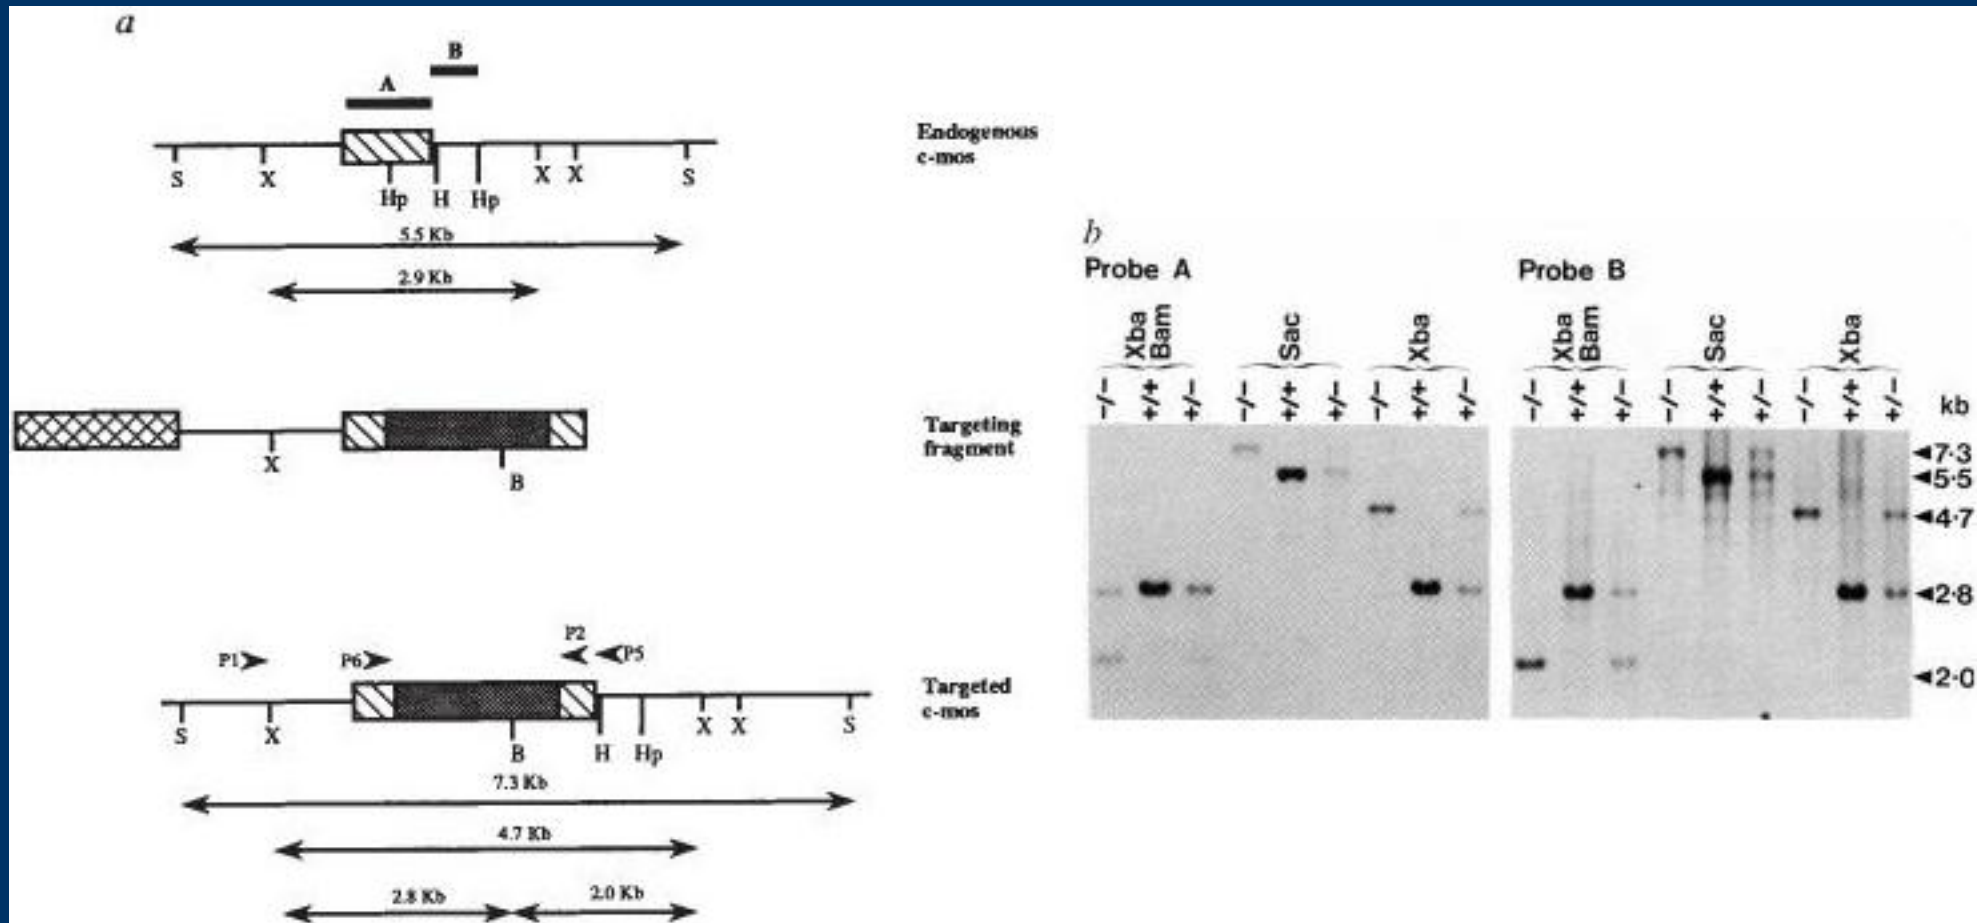 a
B
A
Endogenous
c-mos
S X Hp H Hp X X S
5.5 Kb
2.9 Kb
Targeting
fragment
X B
P1 P6 P2 P5
Targeted
c-mos
S X B H Hp X X S
7.3 Kb
4.7 Kb
2.8 Kb 2.0 Kb
b
Probe A Probe B
Xba Bam Sac Xba Xba Bam Sac Xba
-/- +/+ +/- -/- +/+ +/- -/- +/+ +/- -/- +/+ +/- -/- +/+ +/- -/- +/+ +/- kb
7·3
5·5
4·7
2·8
2·0